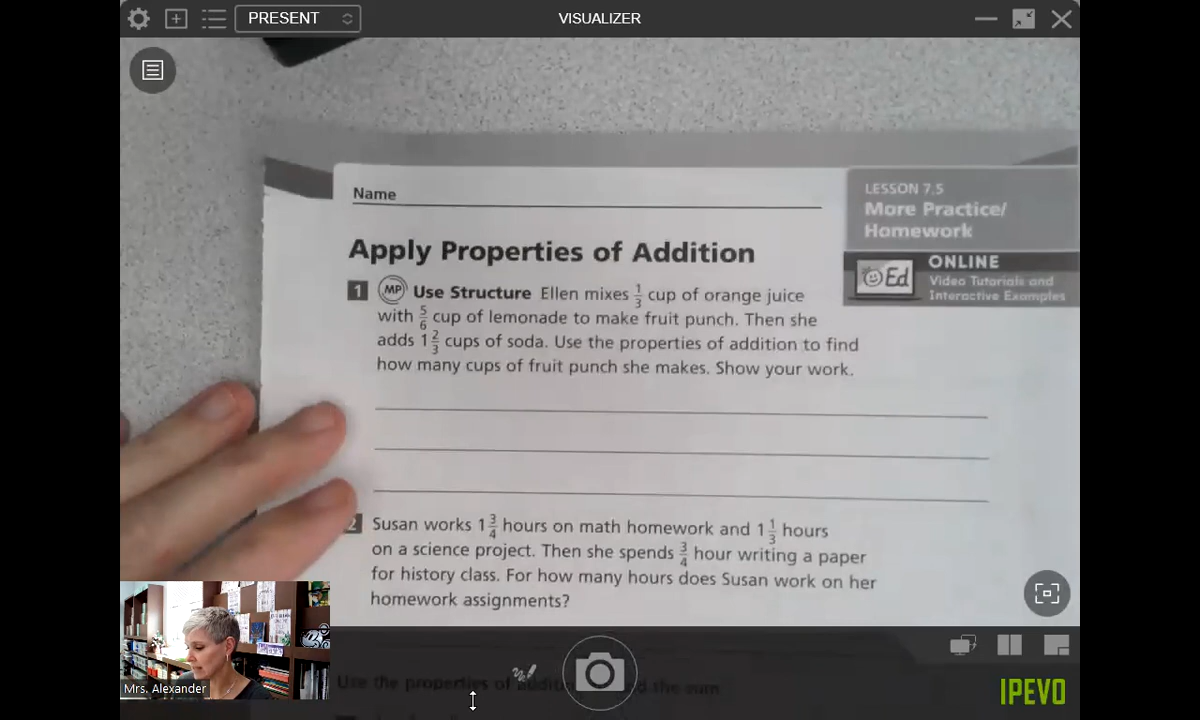 PRESENT
VISUALIZER
Name
LESSON 7.5
More Practice/
Homework
ONLINE
Ed
Video Tutorials and
Interactive Examples
Apply Properties of Addition
1 MP Use Structure Ellen mixes 1/3 cup of orange juice
with 5/6 cup of lemonade to make fruit punch. Then she
adds 1 2/3 cups of soda. Use the properties of addition to find
how many cups of fruit punch she makes. Show your work.
2 Susan works 1 3/4 hours on math homework and 1 1/3 hours
on a science project. Then she spends 3/4 hour writing a paper
for history class. For how many hours does Susan work on her
homework assignments?
Use the properties of addition to find the sum.
Mrs. Alexander
IPEVO